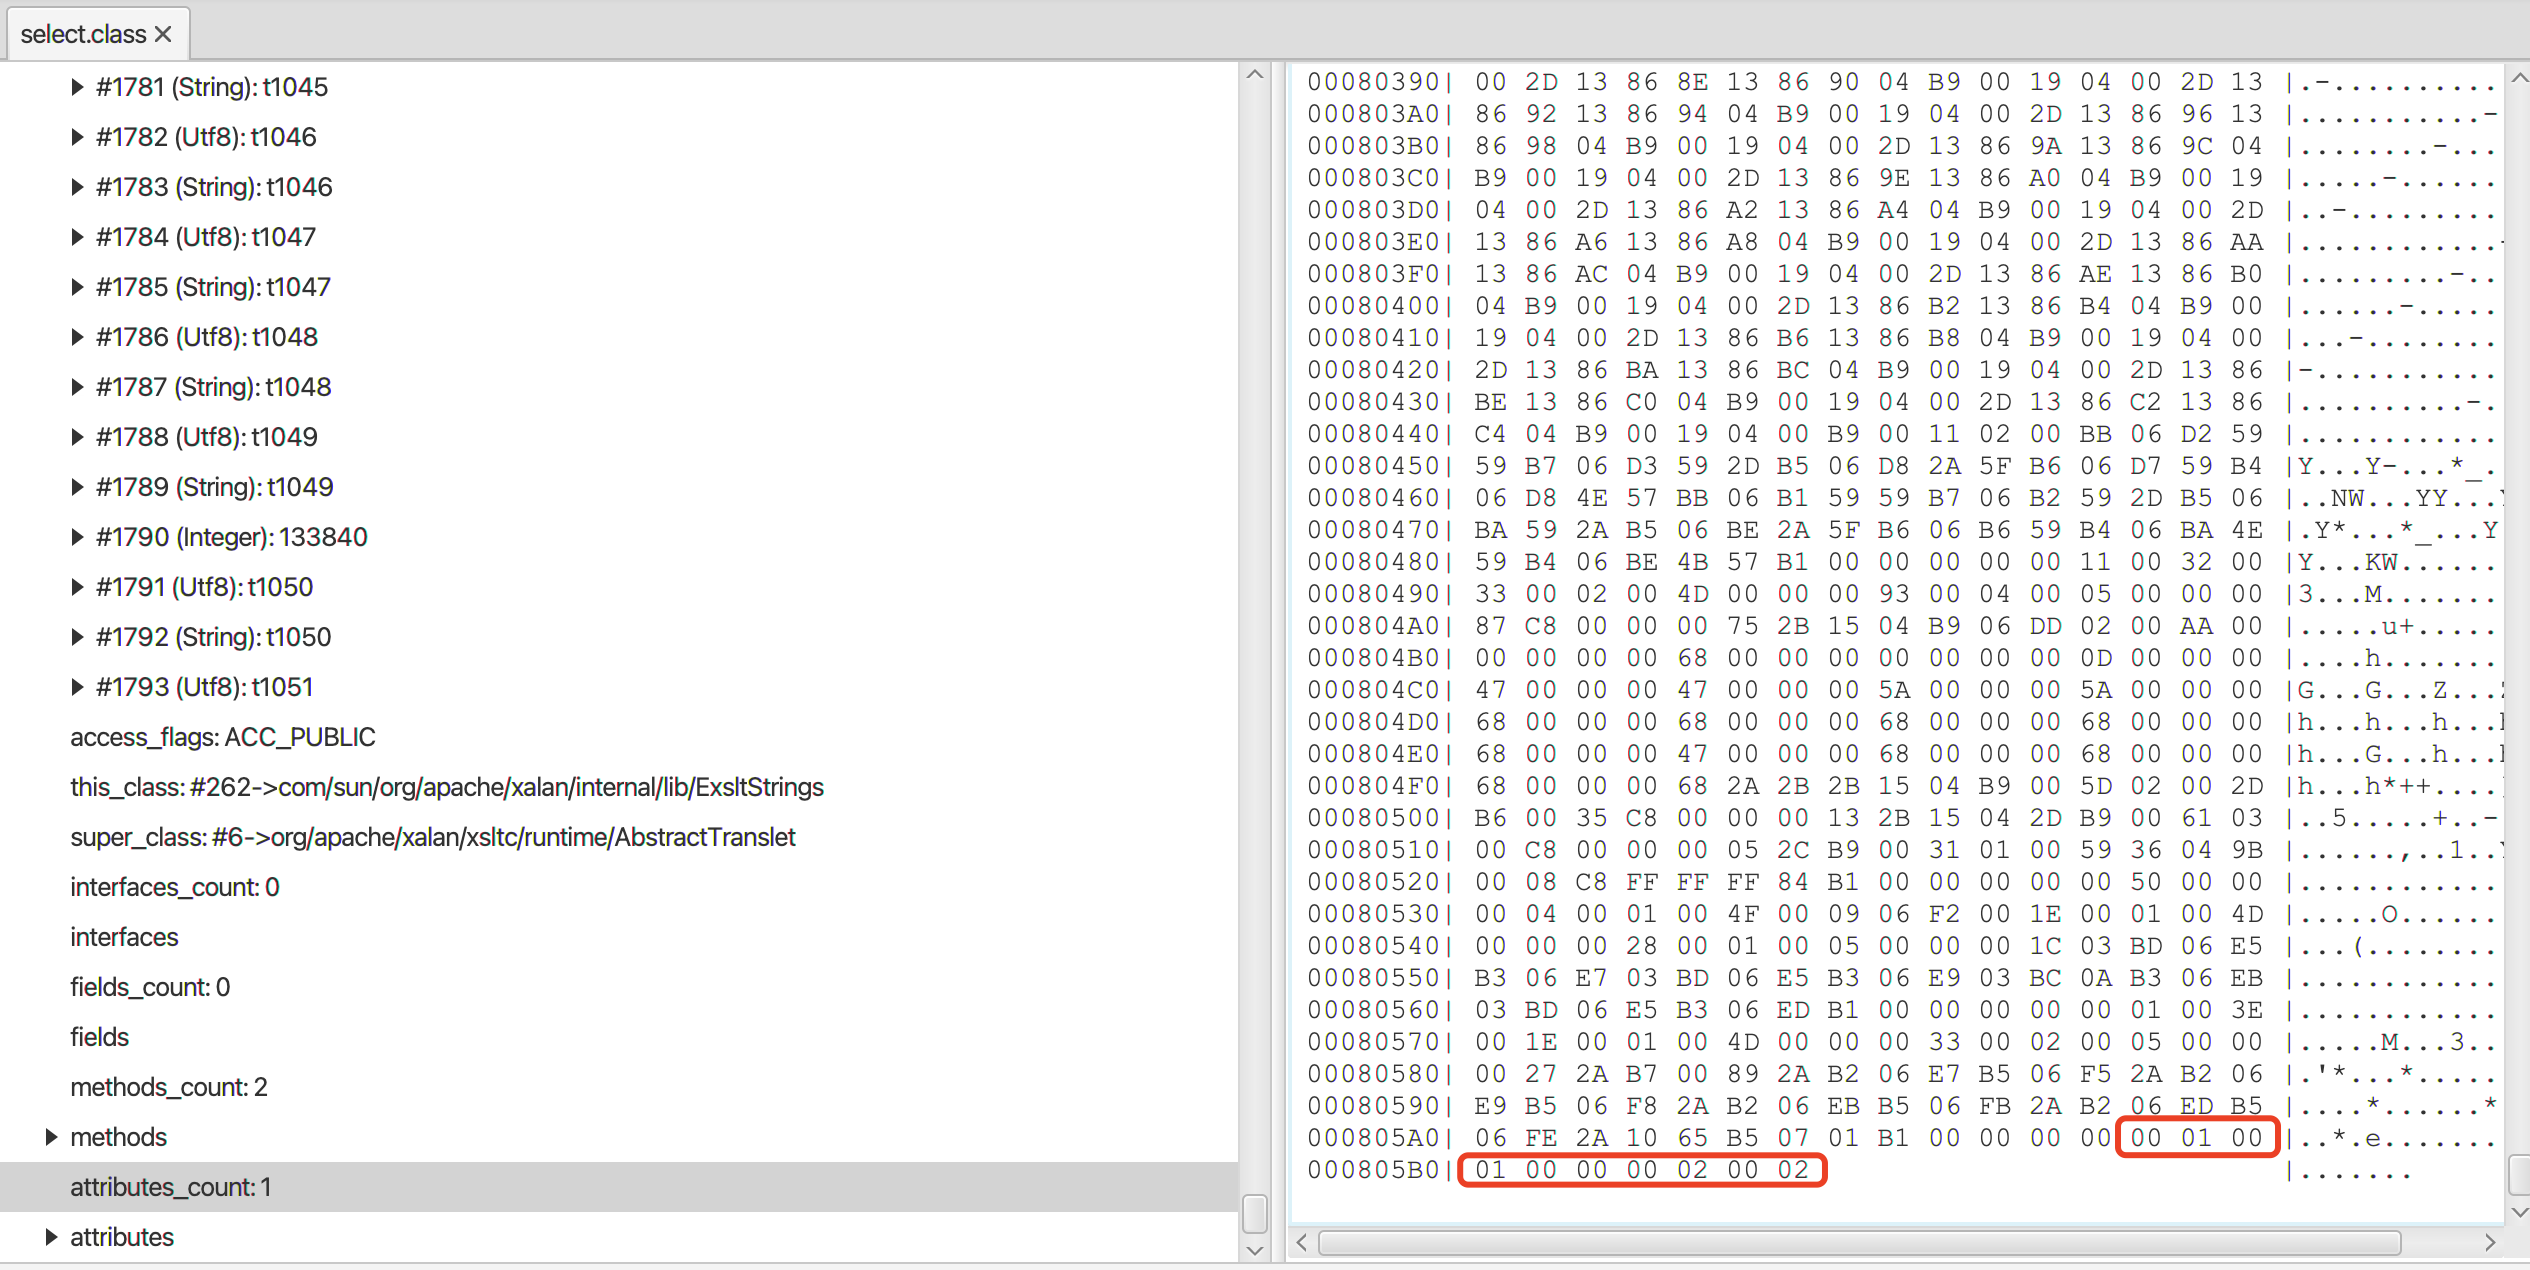 select.class
#1781 (String): t1045
#1782 (Utf8): t1046
#1783 (String): t1046
#1784 (Utf8): t1047
#1785 (String): t1047
#1786 (Utf8): t1048
#1787 (String): t1048
#1788 (Utf8): t1049
#1789 (String): t1049
#1790 (Integer): 133840
#1791 (Utf8): t1050
#1792 (String): t1050
#1793 (Utf8): t1051
access_flags: ACC_PUBLIC
this_class: #262->com/sun/org/apache/xalan/internal/lib/ExsltStrings
super_class: #6->org/apache/xalan/xsltc/runtime/AbstractTranslet
interfaces_count: 0
interfaces
fields_count: 0
fields
methods_count: 2
methods
attributes_count: 1
attributes
00080390| 00 2D 13 86 8E 13 86 90 04 B9 00 19 04 00 2D 13 |.-..........
000803A0| 86 92 13 86 94 04 B9 00 19 04 00 2D 13 86 96 13 |...........-
000803B0| 86 98 04 B9 00 19 04 00 2D 13 86 9A 13 86 9C 04 |........-...
000803C0| B9 00 19 04 00 2D 13 86 9E 13 86 A0 04 B9 00 19 |.....-......
000803D0| 04 00 2D 13 86 A2 13 86 A4 04 B9 00 19 04 00 2D |..-.........
000803E0| 13 86 A6 13 86 A8 04 B9 00 19 04 00 2D 13 86 AA |............-
000803F0| 13 86 AC 04 B9 00 19 04 00 2D 13 86 AE 13 86 B0 |.........-..
00080400| 04 B9 00 19 04 00 2D 13 86 B2 13 86 B4 04 B9 00 |......-.....
00080410| 19 04 00 2D 13 86 B6 13 86 B8 04 B9 00 19 04 00 |...-........
00080420| 2D 13 86 BA 13 86 BC 04 B9 00 19 04 00 2D 13 86 |-...........
00080430| BE 13 86 C0 04 B9 00 19 04 00 2D 13 86 C2 13 86 |..........-.
00080440| C4 04 B9 00 19 04 00 B9 00 11 02 00 BB 06 D2 59 |............
00080450| 59 B7 06 D3 59 2D B5 06 D8 2A 5F B6 06 D7 59 B4 |Y...Y-...*_.
00080460| 06 D8 4E 57 BB 06 B1 59 59 B7 06 B2 59 2D B5 06 |..NW...YY...Y
00080470| BA 59 2A B5 06 BE 2A 5F B6 06 B6 59 B4 06 BA 4E |.Y*...*_...Y
00080480| 59 B4 06 BE 4B 57 B1 00 00 00 00 00 11 00 32 00 |Y...KW......
00080490| 33 00 02 00 4D 00 00 00 93 00 04 00 05 00 00 00 |3...M.......
000804A0| 87 C8 00 00 00 75 2B 15 04 B9 06 DD 02 00 AA 00 |.....u+.....
000804B0| 00 00 00 00 68 00 00 00 00 00 00 00 0D 00 00 00 |....h.......
000804C0| 47 00 00 00 47 00 00 00 5A 00 00 00 5A 00 00 00 |G...G...Z...Z
000804D0| 68 00 00 00 68 00 00 00 68 00 00 00 68 00 00 00 |h...h...h...h
000804E0| 68 00 00 00 47 00 00 00 68 00 00 00 68 00 00 00 |h...G...h...h
000804F0| 68 00 00 00 68 2A 2B 2B 15 04 B9 00 5D 02 00 2D |h...h*++....]
00080500| B6 00 35 C8 00 00 00 13 2B 15 04 2D B9 00 61 03 |..5.....+..-
00080510| 00 C8 00 00 00 05 2C B9 00 31 01 00 59 36 04 9B |......,..1..Y
00080520| 00 08 C8 FF FF FF 84 B1 00 00 00 00 00 50 00 00 |............
00080530| 00 04 00 01 00 4F 00 09 06 F2 00 1E 00 01 00 4D |.....O......
00080540| 00 00 00 28 00 01 00 05 00 00 00 1C 03 BD 06 E5 |...(........
00080550| B3 06 E7 03 BD 06 E5 B3 06 E9 03 BC 0A B3 06 EB |............
00080560| 03 BD 06 E5 B3 06 ED B1 00 00 00 00 00 01 00 3E |............
00080570| 00 1E 00 01 00 4D 00 00 00 33 00 02 00 05 00 00 |.....M...3..
00080580| 00 27 2A B7 00 89 2A B2 06 E7 B5 06 F5 2A B2 06 |.'*...*.....
00080590| E9 B5 06 F8 2A B2 06 EB B5 06 FB 2A B2 06 ED B5 |....*......*
000805A0| 06 FE 2A 10 65 B5 07 01 B1 00 00 00 00 00 01 00 |..*.e.......
000805B0| 01 00 00 00 02 00 02 |.......